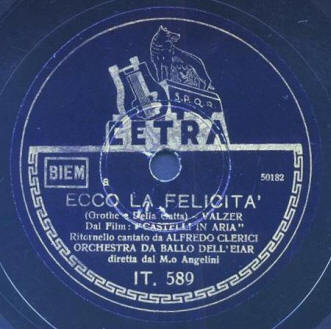 S.P.Q.R.
CETRA
BIEM
a
50182
ECCO LA FELICITA'
(Grothe e Della Gatta) - VALZER
Dal Film: "CASTELLI IN ARIA"
Ritornello cantato da ALFREDO CLERICI
ORCHESTRA DA BALLO DELL'EIAR
diretta dal M.o Angelini
IT. 589